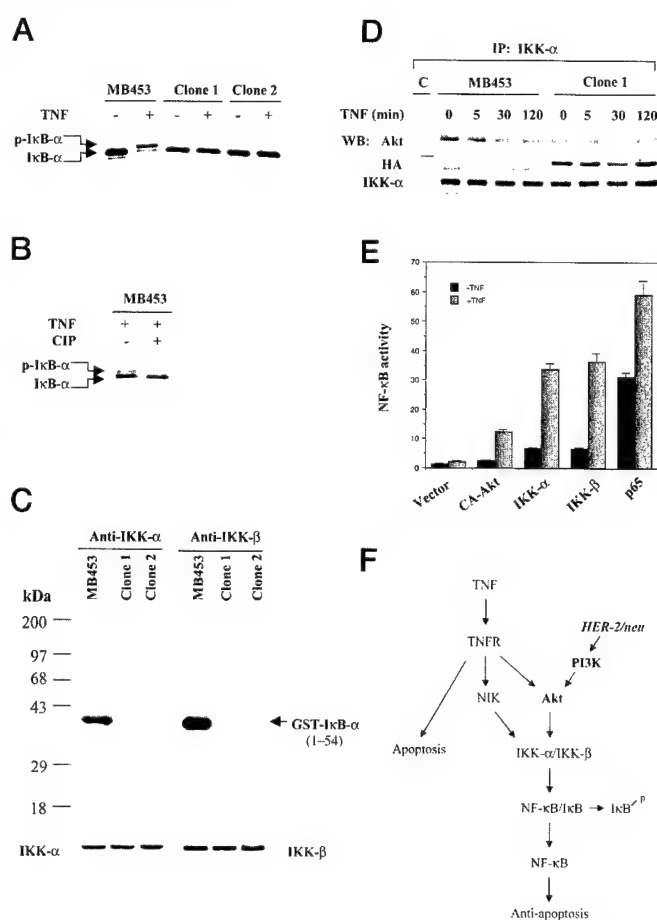 A
MB453 Clone 1 Clone 2
TNF - + - + - +
p-IκB-α
IκB-α
B
MB453
TNF + +
CIP - +
p-IκB-α
IκB-α
C
Anti-IKK-α Anti-IKK-β
MB453 Clone 1 Clone 2 MB453 Clone 1 Clone 2
kDa
200
97
68
43
29
18
GST-IκB-α
(1–54)
IKK-α IKK-β
D
IP: IKK-α
C MB453 Clone 1
TNF (min) 0 5 30 120 0 5 30 120
WB: Akt
HA
IKK-α
E
NF-κB activity
70
60
50
40
30
20
10
0
-TNF
+TNF
Vector CA-Akt IKK-α IKK-β p65
F
TNF
TNFR
HER-2/neu
PI3K
NIK Akt
Apoptosis
IKK-α/IKK-β
NF-κB/IκB IκB p
NF-κB
Anti-apoptosis